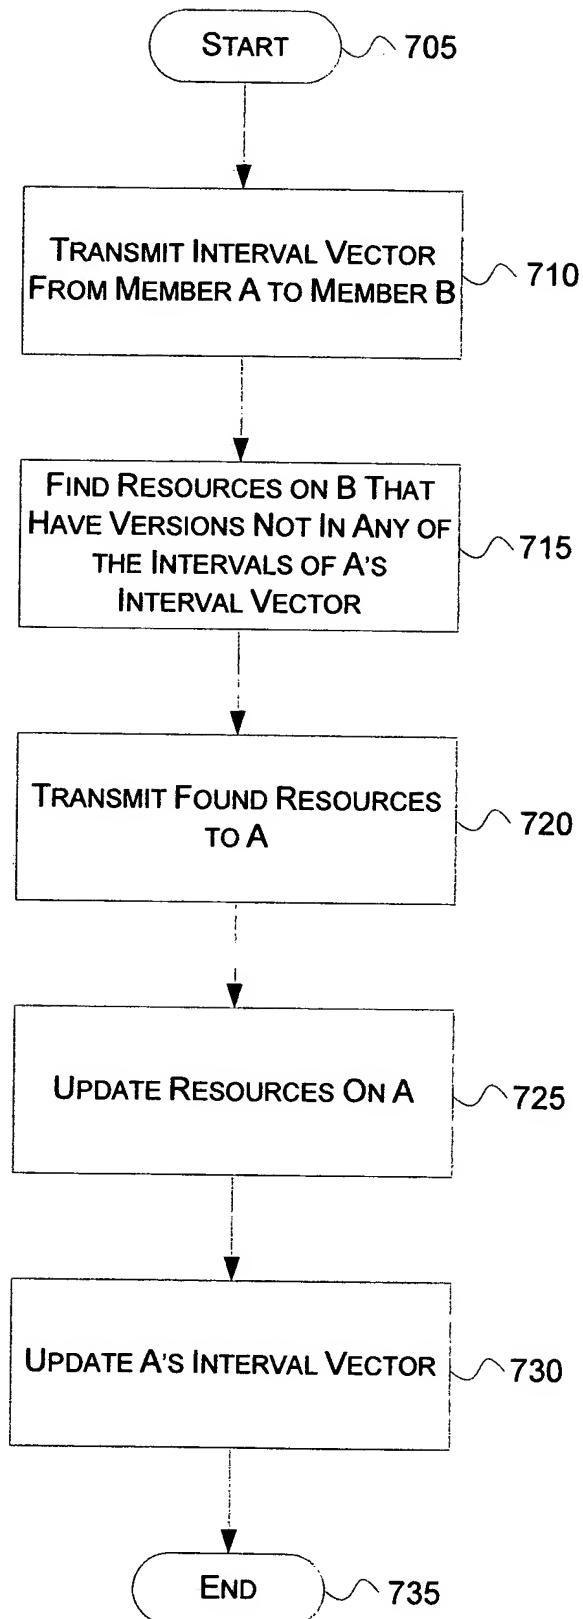 START
705
TRANSMIT INTERVAL VECTOR
FROM MEMBER A TO MEMBER B
710
FIND RESOURCES ON B THAT
HAVE VERSIONS NOT IN ANY OF
THE INTERVALS OF A'S
INTERVAL VECTOR
715
TRANSMIT FOUND RESOURCES
TO A
720
UPDATE RESOURCES ON A
725
UPDATE A'S INTERVAL VECTOR
730
END
735